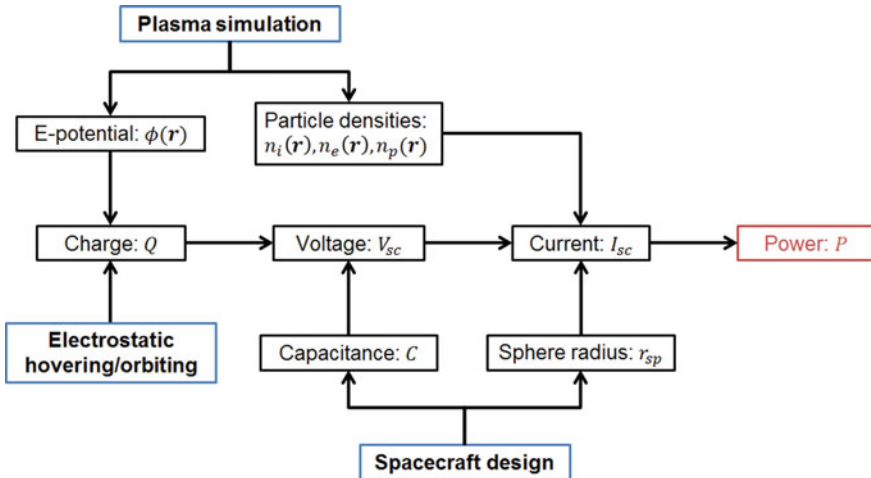 Plasma simulation
E-potential: ϕ(𝒓)
Particle densities:
nᵢ(𝒓), nₑ(𝒓), nₚ(𝒓)
Charge: Q
Voltage: V_sc
Current: I_sc
Power: P
Electrostatic
hovering/orbiting
Capacitance: C
Sphere radius: r_sp
Spacecraft design